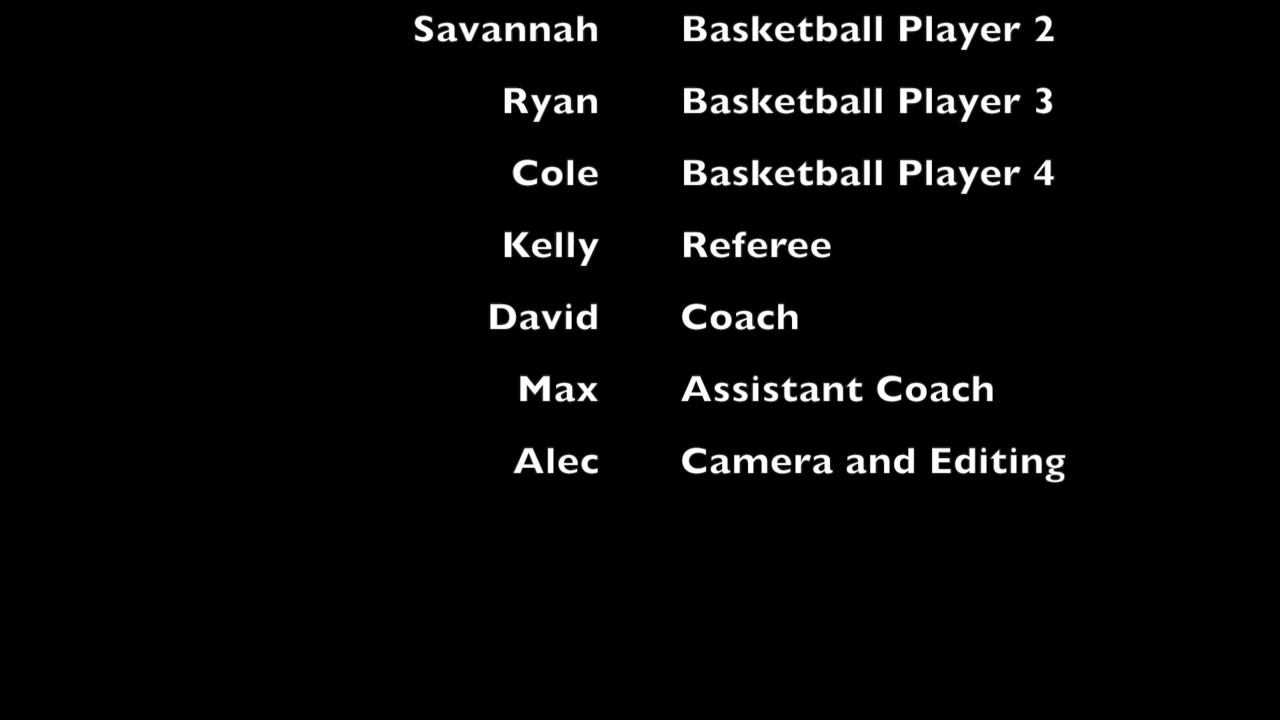 Savannah Basketball Player 2
Ryan Basketball Player 3
Cole Basketball Player 4
Kelly Referee
David Coach
Max Assistant Coach
Alec Camera and Editing